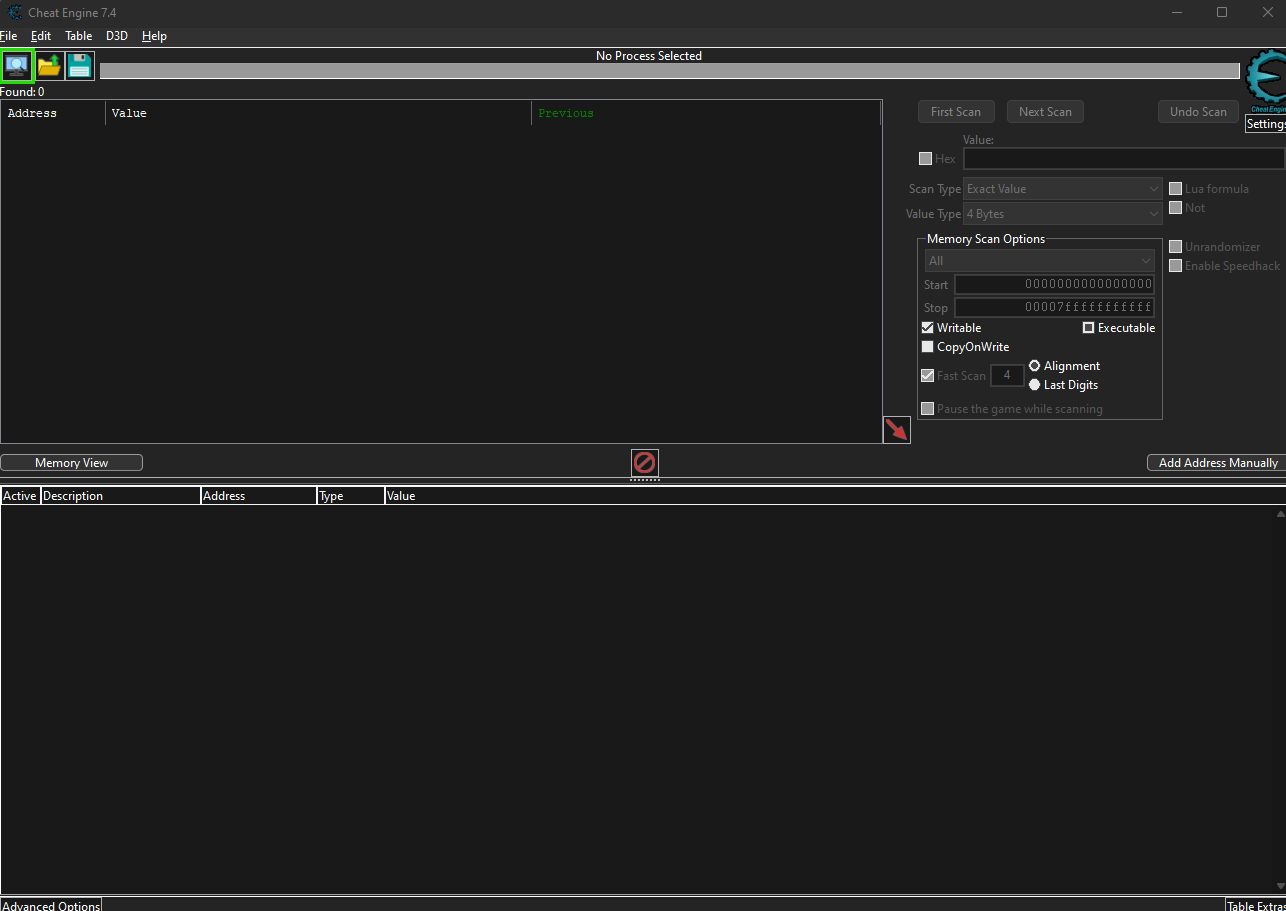 Cheat Engine 7.4
File Edit Table D3D Help
No Process Selected
Found: 0
Address Value Previous
First Scan Next Scan Undo Scan
Cheat Engin
Settings
Value:
Hex
Scan Type Exact Value
Lua formula
Value Type 4 Bytes
Not
Memory Scan Options
All
Unrandomizer
Enable Speedhack
Start 0000000000000000
Stop 00007fffffffffff
Writable Executable
CopyOnWrite
Fast Scan 4
Alignment
Last Digits
Pause the game while scanning
Memory View
Add Address Manually
Active Description Address Type Value
Advanced Options
Table Extras